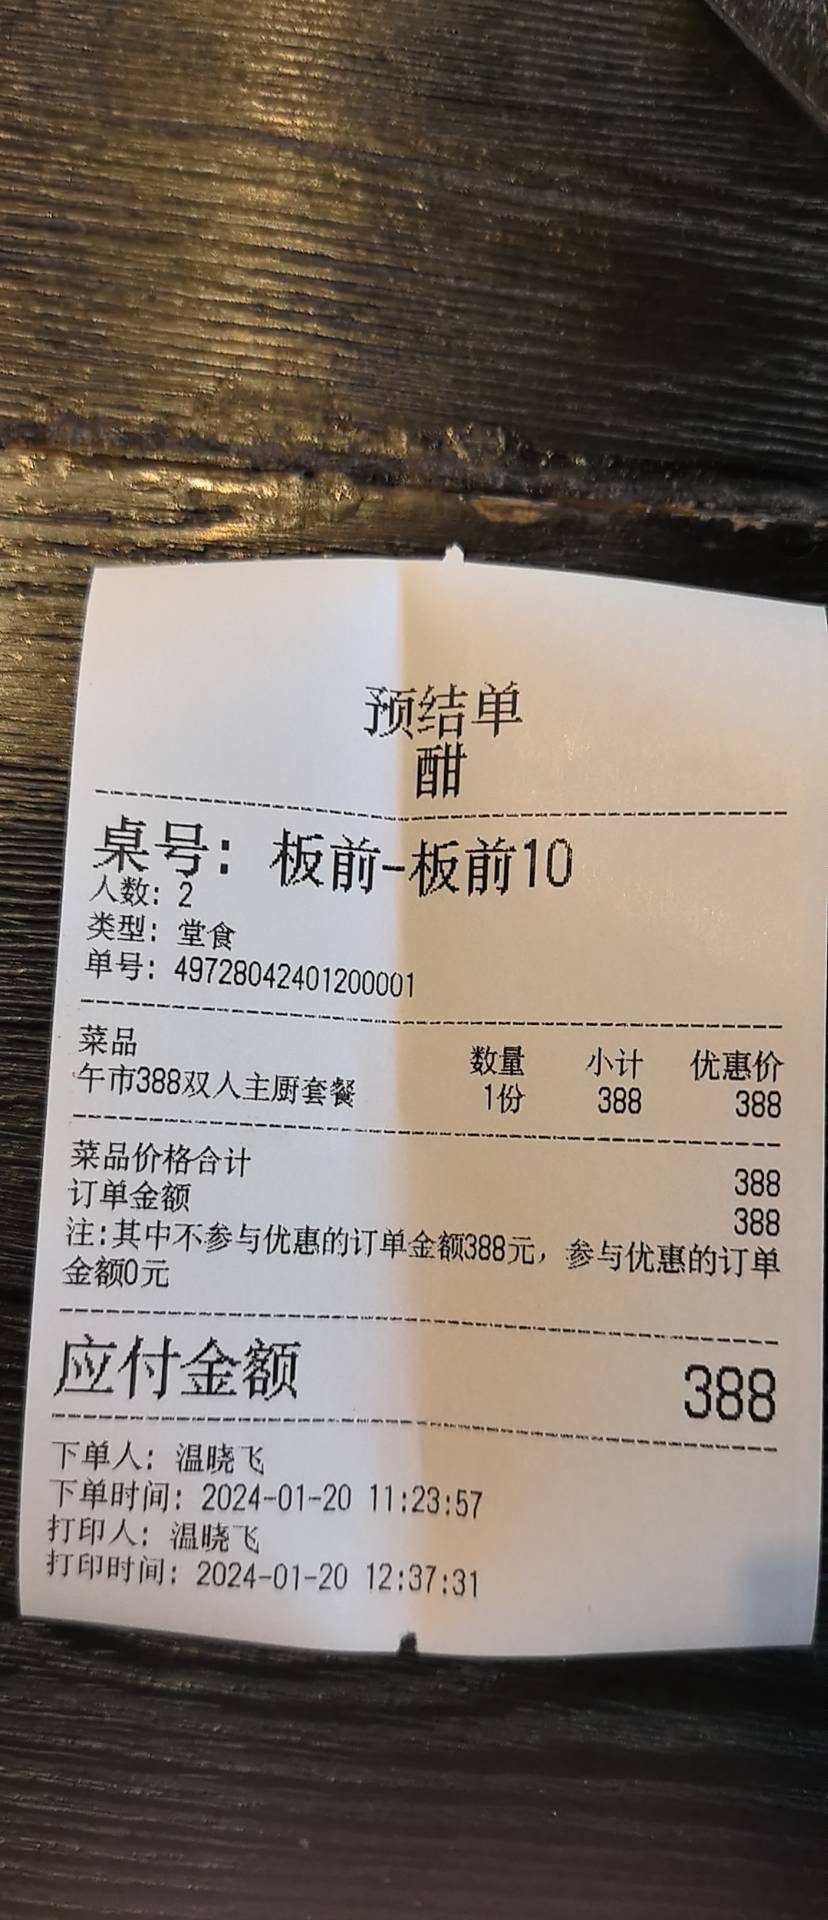 预结单
酣
桌号: 板前-板前10
人数: 2
类型: 堂食
单号: 49728042401200001
菜品 数量 小计 优惠价
午市388双人主厨套餐 1份 388 388
菜品价格合计 388
订单金额 388
注:其中不参与优惠的订单金额388元，参与优惠的订单
金额0元
应付金额 388
下单人: 温晓飞
下单时间: 2024-01-20 11:23:57
打印人: 温晓飞
打印时间: 2024-01-20 12:37:31